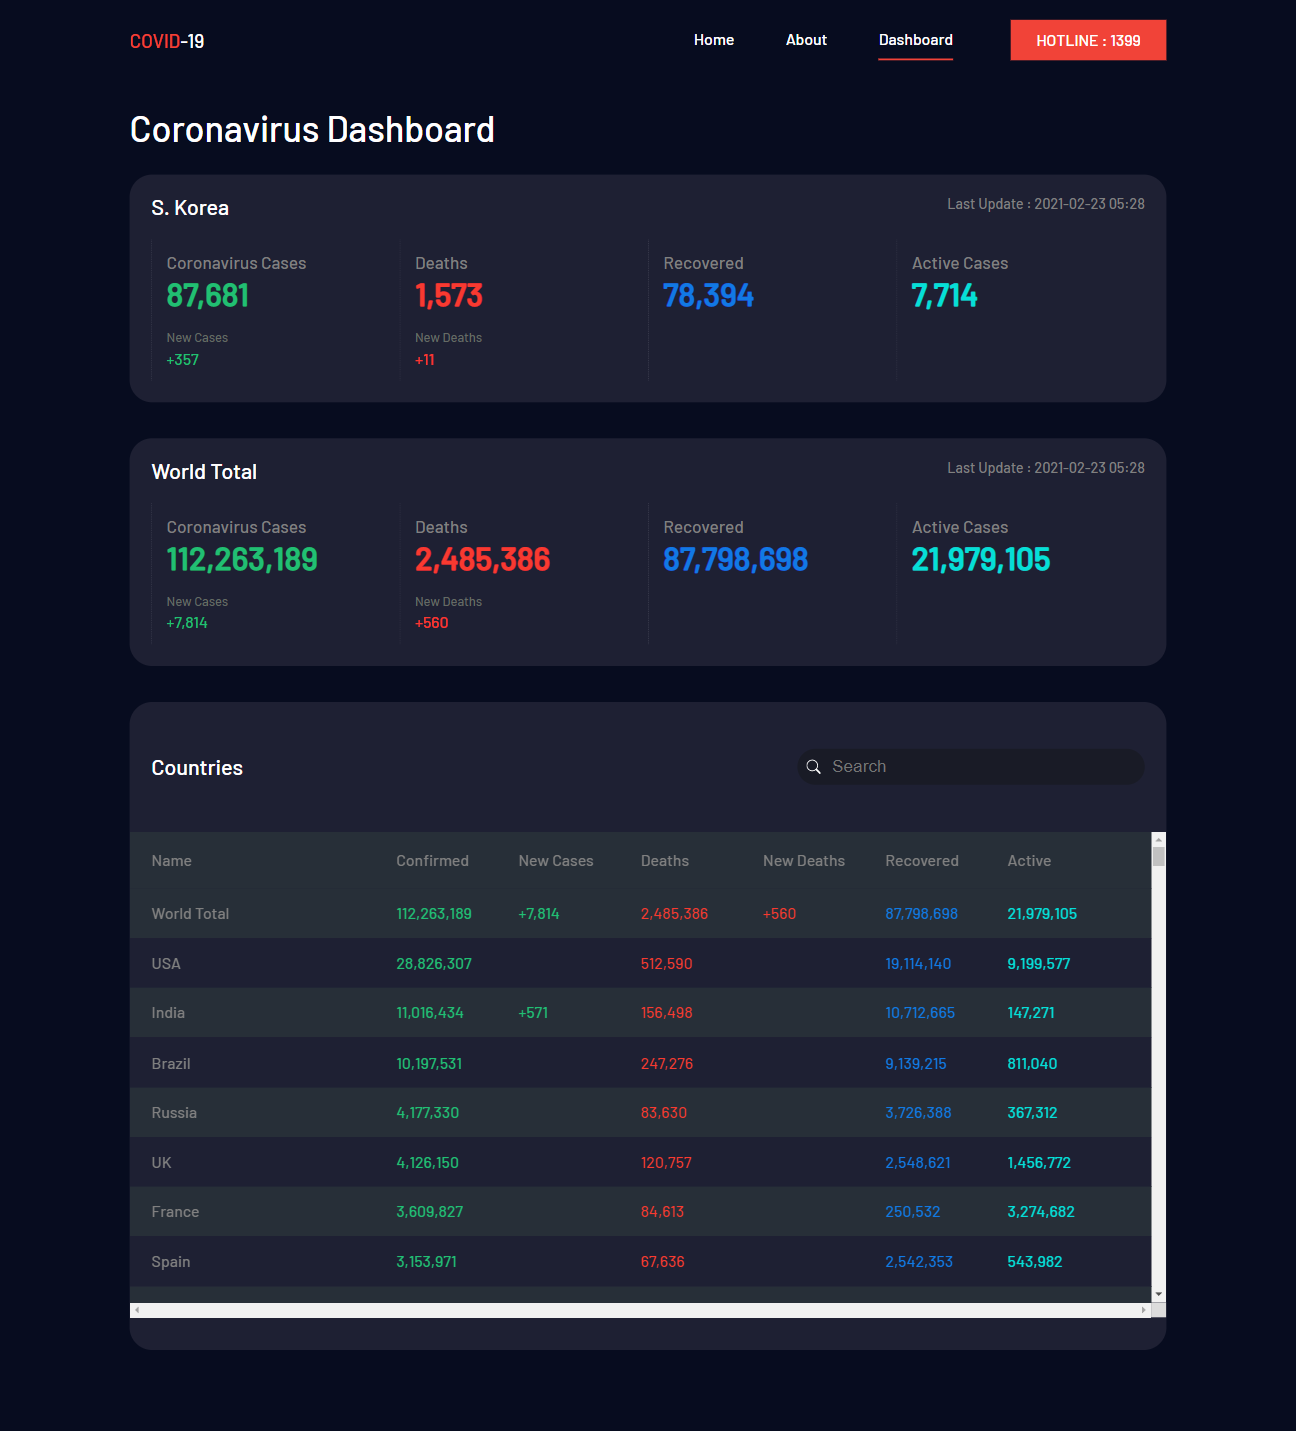 COVID-19 Home About Dashboard HOTLINE : 1399
Coronavirus Dashboard
S. Korea Last Update : 2021-02-23 05:28
Coronavirus Cases Deaths Recovered Active Cases
87,681 1,573 78,394 7,714
New Cases New Deaths
+357 +11
World Total Last Update : 2021-02-23 05:28
Coronavirus Cases Deaths Recovered Active Cases
112,263,189 2,485,386 87,798,698 21,979,105
New Cases New Deaths
+7,814 +560
Countries Search
Name Confirmed New Cases Deaths New Deaths Recovered Active
World Total 112,263,189 +7,814 2,485,386 +560 87,798,698 21,979,105
USA 28,826,307 512,590 19,114,140 9,199,577
India 11,016,434 +571 156,498 10,712,665 147,271
Brazil 10,197,531 247,276 9,139,215 811,040
Russia 4,177,330 83,630 3,726,388 367,312
UK 4,126,150 120,757 2,548,621 1,456,772
France 3,609,827 84,613 250,532 3,274,682
Spain 3,153,971 67,636 2,542,353 543,982